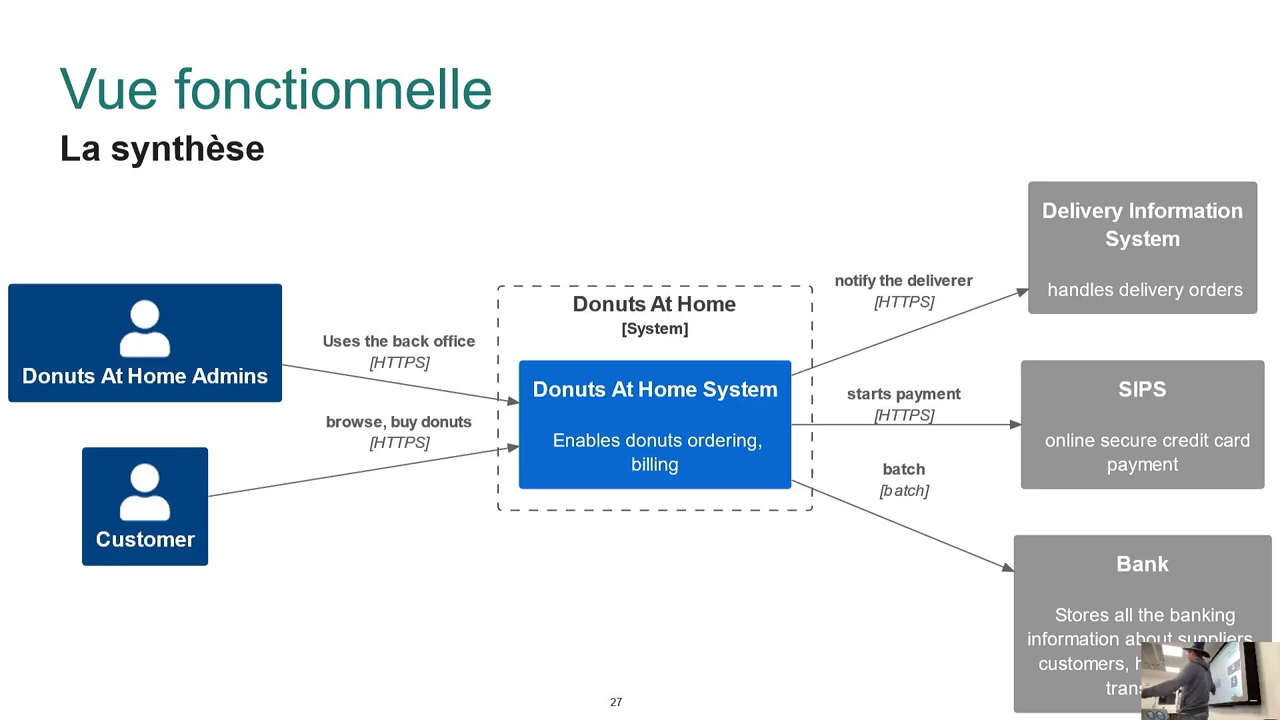 Vue fonctionnelle
La synthèse
Donuts At Home Admins
Customer
Uses the back office
[HTTPS]
browse, buy donuts
[HTTPS]
Donuts At Home
[System]
Donuts At Home System
Enables donuts ordering,
billing
notify the deliverer
[HTTPS]
starts payment
[HTTPS]
batch
[batch]
Delivery Information
System
handles delivery orders
SIPS
online secure credit card
payment
Bank
Stores all the banking
information about suppliers
customers,
27